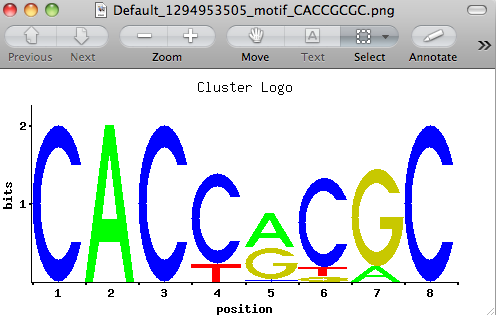 Default_1294953505_motif_CACCGCGC.png
Previous Next Zoom Move Text Select Annotate »
Cluster Logo
bits
2
1
C A C C A C G C
T G T A
G
1 2 3 4 5 6 7 8
position